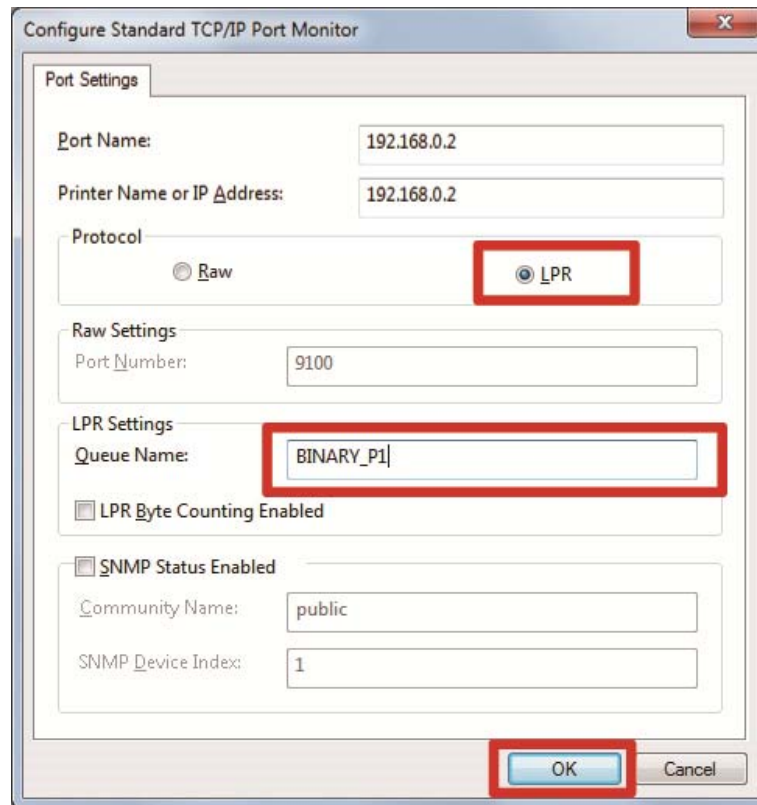 Configure Standard TCP/IP Port Monitor
Port Settings
Port Name: 192.168.0.2
Printer Name or IP Address: 192.168.0.2
Protocol
Raw LPR
Raw Settings
Port Number: 9100
LPR Settings
Queue Name: BINARY_P1
LPR Byte Counting Enabled
SNMP Status Enabled
Community Name: public
SNMP Device Index: 1
OK Cancel